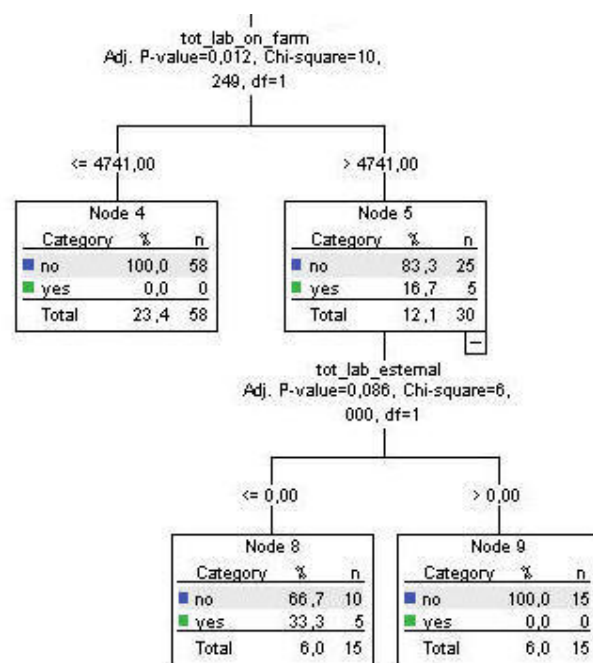 tot_lab_on_farm
Adj. P-value=0,012, Chi-square=10,
249, df=1
<= 4741,00
> 4741,00
Node 4
Category % n
no 100,0 58
yes 0,0 0
Total 23,4 58
Node 5
Category % n
no 83,3 25
yes 16,7 5
Total 12,1 30
tot_lab_esternal
Adj. P-value=0,086, Chi-square=6,
000, df=1
<= 0,00
> 0,00
Node 8
Category % n
no 66,7 10
yes 33,3 5
Total 6,0 15
Node 9
Category % n
no 100,0 15
yes 0,0 0
Total 6,0 15